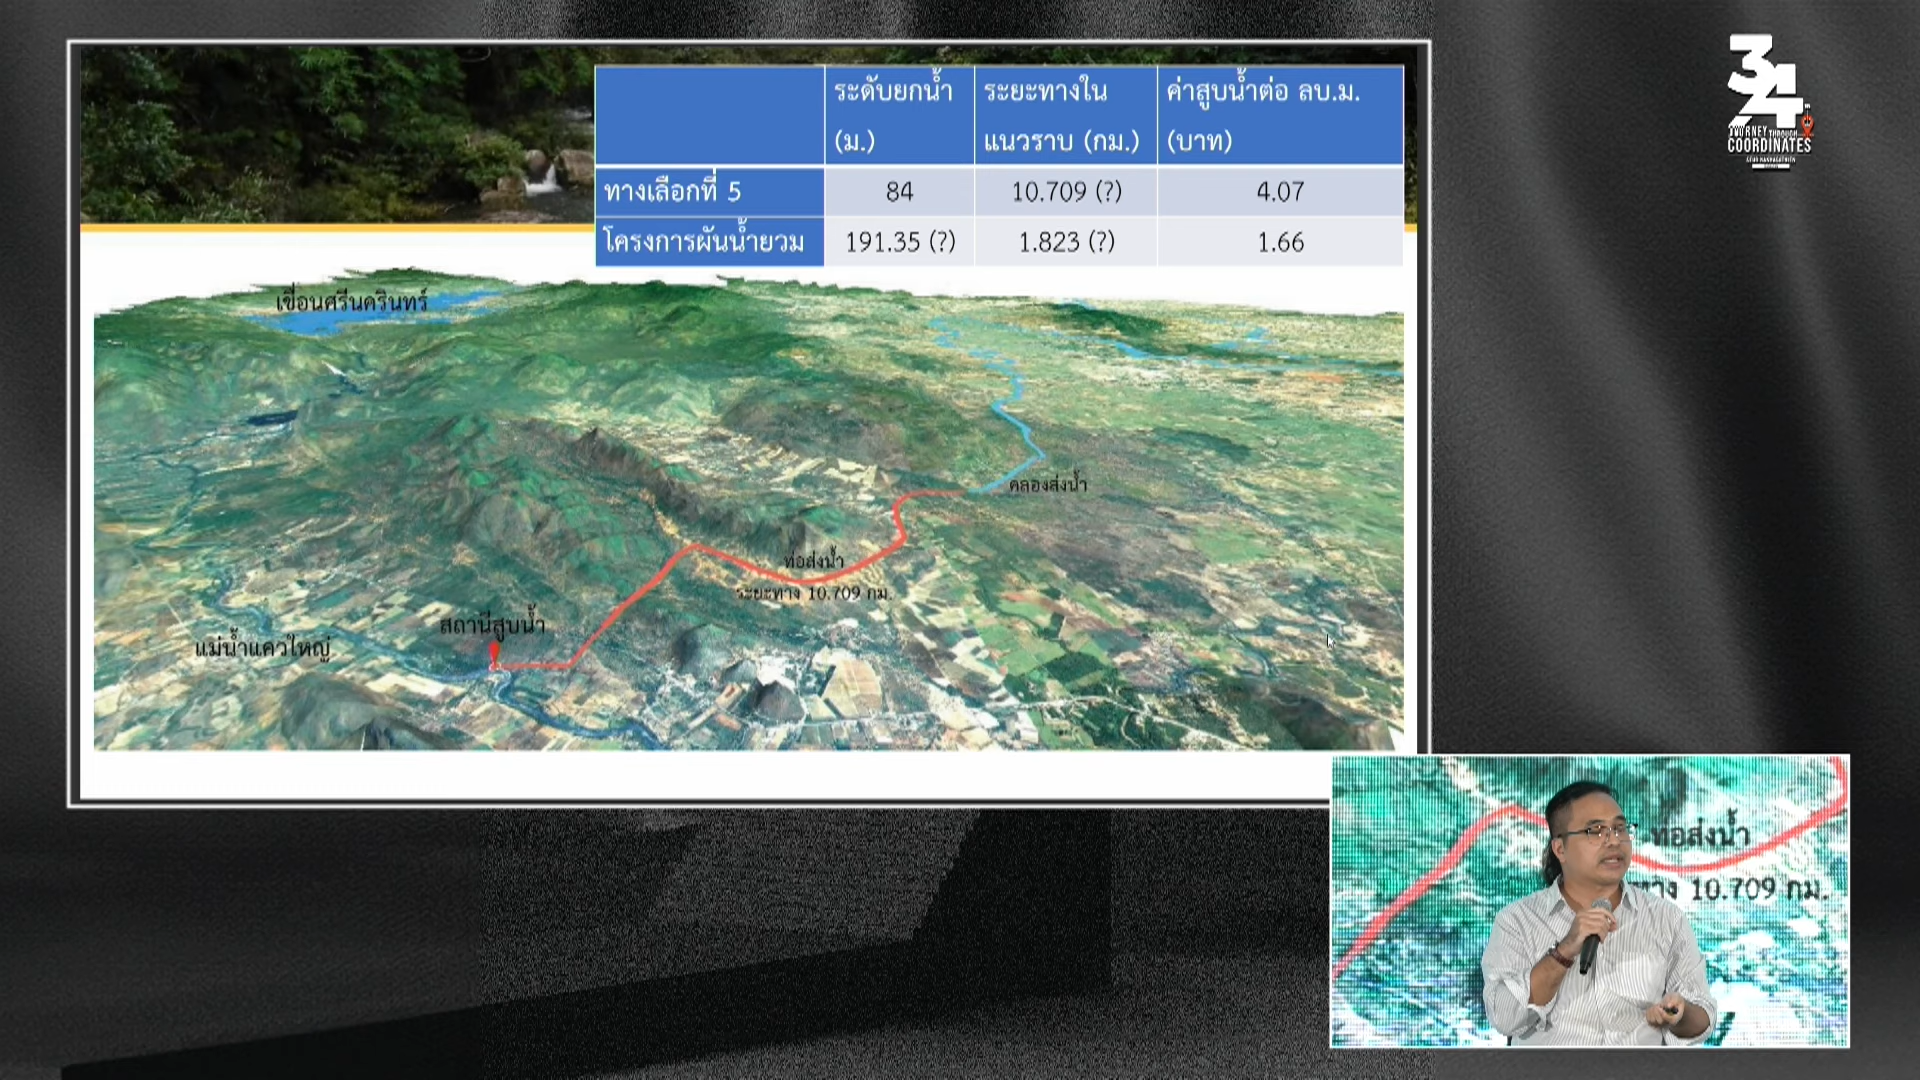 ระดับยกน้ำ (ม.)
ระยะทางใน แนวราบ (กม.)
ค่าสูบน้ำต่อ ลบ.ม. (บาท)
ทางเลือกที่ 5 84 10.709 (?) 4.07
โครงการผันน้ำยวม 191.35 (?) 1.823 (?) 1.66
เขื่อนศรีนครินทร์
คลองส่งน้ำ
ท่อส่งน้ำ
ระยะทาง 10.709 กม.
สถานีสูบน้ำ
แม่น้ำแควใหญ่
34
JOURNEY THROUGH
COORDINATES
ท่อส่งน้ำ
ทาง 10.709 กม.